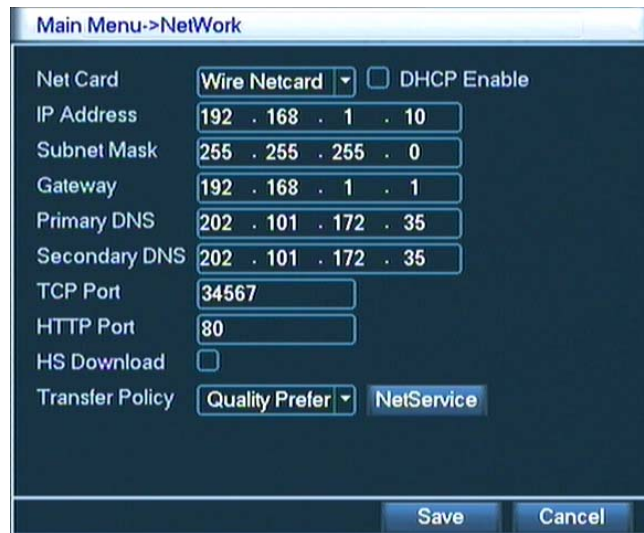 Main Menu->NetWork
Net Card Wire Netcard DHCP Enable
IP Address 192 . 168 . 1 . 10
Subnet Mask 255 . 255 . 255 . 0
Gateway 192 . 168 . 1 . 1
Primary DNS 202 . 101 . 172 . 35
Secondary DNS 202 . 101 . 172 . 35
TCP Port 34567
HTTP Port 80
HS Download
Transfer Policy Quality Prefer NetService
Save Cancel